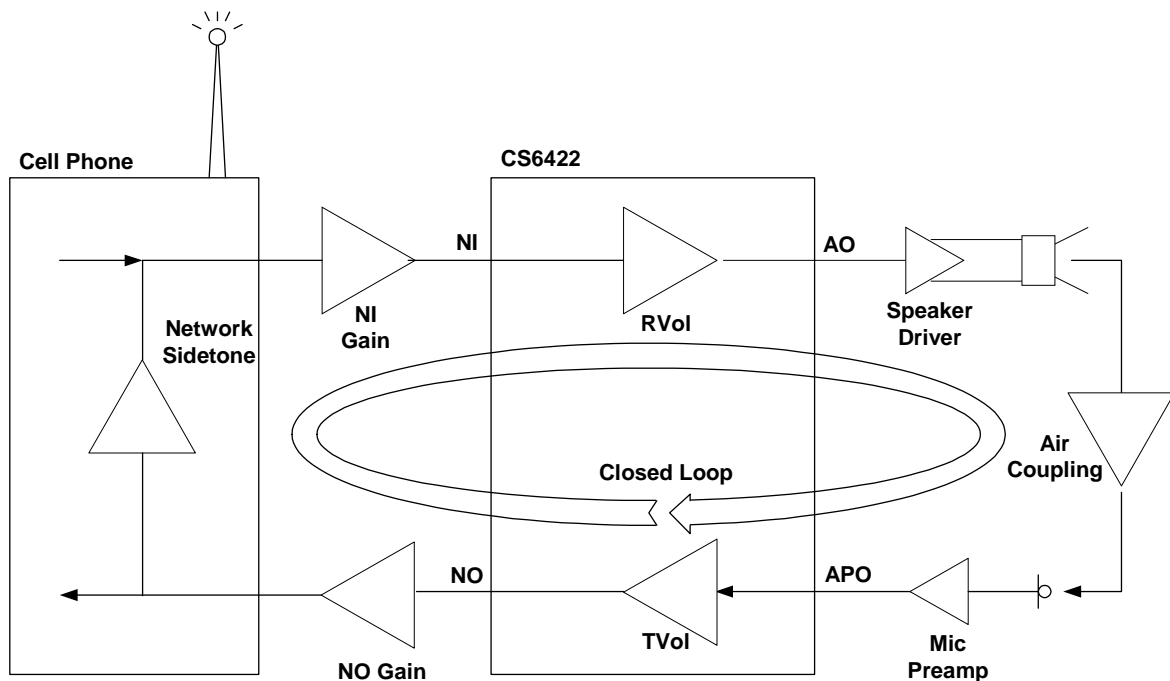 Cell Phone
CS6422
NI
AO
Network
Sidetone
NI
Gain
RVol
Speaker
Driver
Closed Loop
Air
Coupling
NO
APO
NO Gain
TVol
Mic
Preamp